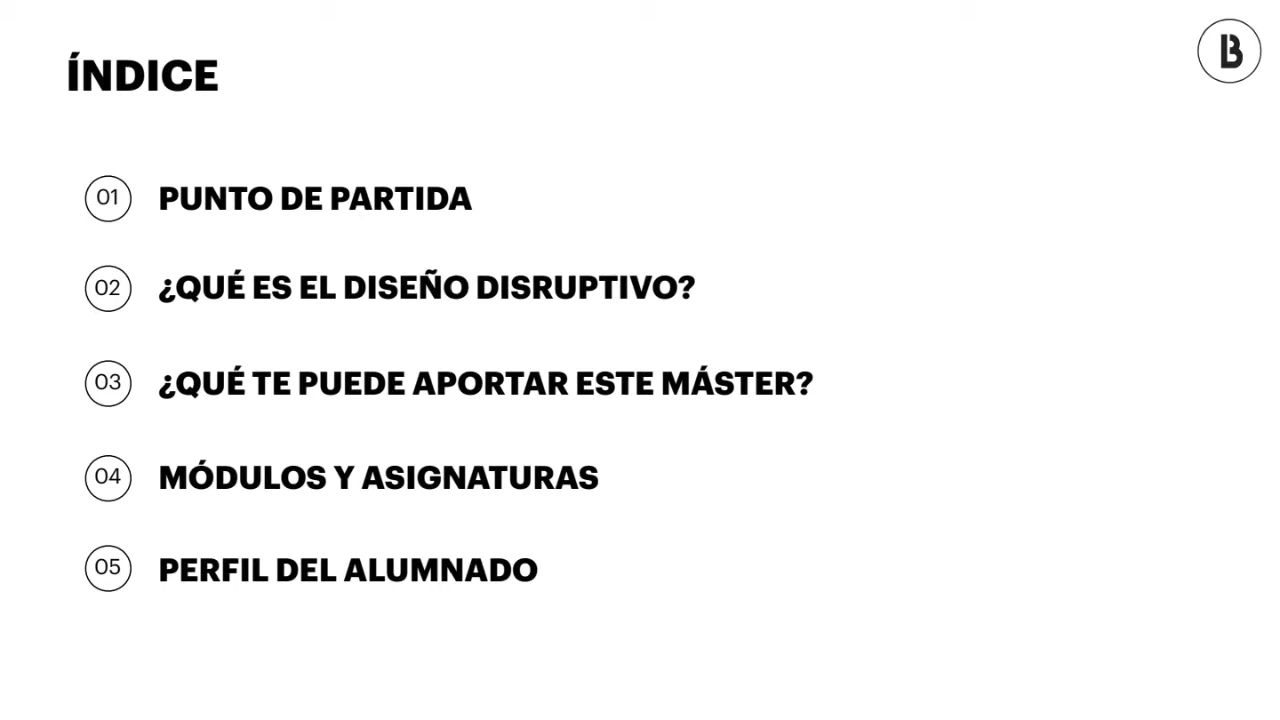 ÍNDICE
B
01 PUNTO DE PARTIDA
02 ¿QUÉ ES EL DISEÑO DISRUPTIVO?
03 ¿QUÉ TE PUEDE APORTAR ESTE MÁSTER?
04 MÓDULOS Y ASIGNATURAS
05 PERFIL DEL ALUMNADO